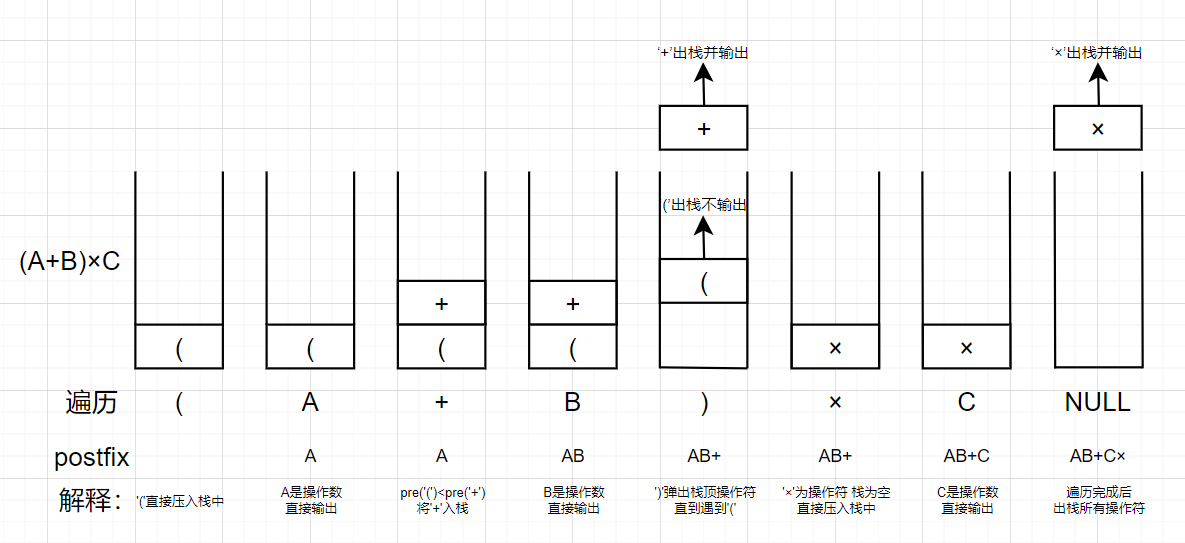 ‘+’出栈并输出
‘×’出栈并输出
+
×
(’出栈不输出
(A+B)×C
(
+
+
(
(
(
(
×
×
遍历
(
A
+
B
)
×
C
NULL
postfix
A
A
AB
AB+
AB+
AB+C
AB+C×
解释：
'('直接压入栈中
A是操作数
直接输出
pre('(')<pre('+')
将'+'入栈
B是操作数
直接输出
')'弹出栈顶操作符
直到遇到'('
'×'为操作符 栈为空
直接压入栈中
C是操作数
直接输出
遍历完成后
出栈所有操作符